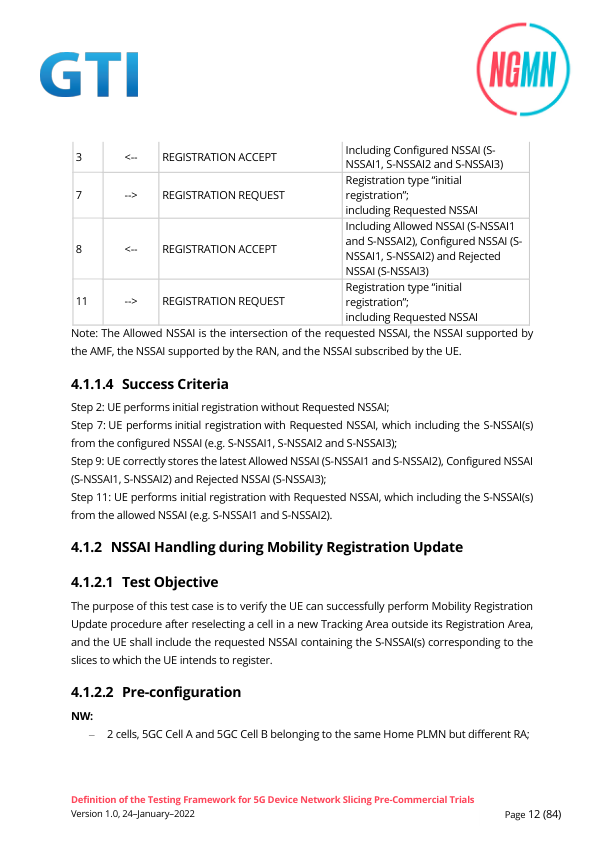 GTI
NGMN
3 <-- REGISTRATION ACCEPT Including Configured NSSAI (S-
NSSAI1, S-NSSAI2 and S-NSSAI3)
7 --> REGISTRATION REQUEST Registration type “initial
registration”;
including Requested NSSAI
8 <-- REGISTRATION ACCEPT Including Allowed NSSAI (S-NSSAI1
and S-NSSAI2), Configured NSSAI (S-
NSSAI1, S-NSSAI2) and Rejected
NSSAI (S-NSSAI3)
11 --> REGISTRATION REQUEST Registration type “initial
registration”;
including Requested NSSAI
Note: The Allowed NSSAI is the intersection of the requested NSSAI, the NSSAI supported by
the AMF, the NSSAI supported by the RAN, and the NSSAI subscribed by the UE.
4.1.1.4 Success Criteria
Step 2: UE performs initial registration without Requested NSSAI;
Step 7: UE performs initial registration with Requested NSSAI, which including the S-NSSAI(s)
from the configured NSSAI (e.g. S-NSSAI1, S-NSSAI2 and S-NSSAI3);
Step 9: UE correctly stores the latest Allowed NSSAI (S-NSSAI1 and S-NSSAI2), Configured NSSAI
(S-NSSAI1, S-NSSAI2) and Rejected NSSAI (S-NSSAI3);
Step 11: UE performs initial registration with Requested NSSAI, which including the S-NSSAI(s)
from the allowed NSSAI (e.g. S-NSSAI1 and S-NSSAI2).
4.1.2 NSSAI Handling during Mobility Registration Update
4.1.2.1 Test Objective
The purpose of this test case is to verify the UE can successfully perform Mobility Registration
Update procedure after reselecting a cell in a new Tracking Area outside its Registration Area,
and the UE shall include the requested NSSAI containing the S-NSSAI(s) corresponding to the
slices to which the UE intends to register.
4.1.2.2 Pre-configuration
NW:
– 2 cells, 5GC Cell A and 5GC Cell B belonging to the same Home PLMN but different RA;
Definition of the Testing Framework for 5G Device Network Slicing Pre-Commercial Trials
Version 1.0, 24–January–2022 Page 12 (84)